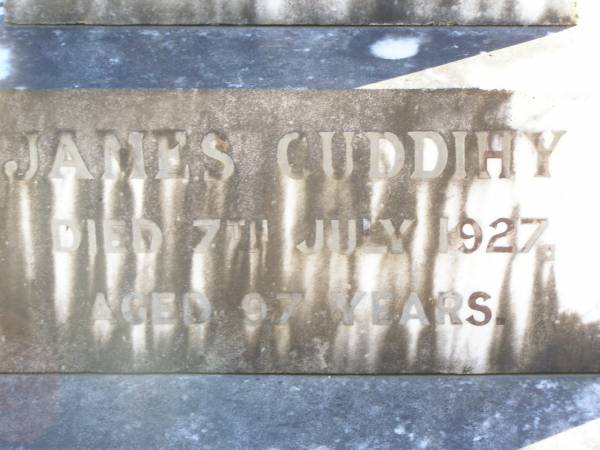 JAMES CUDDIHY
DIED 7TH JULY 1927,
AGED 97 YEARS.